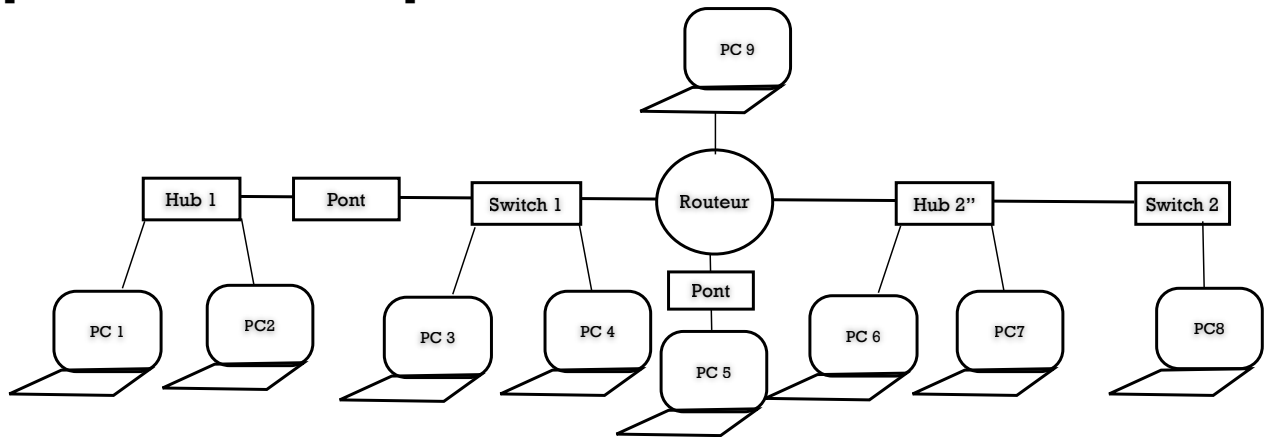 PC 9
Hub 1
Pont
Switch 1
Routeur
Hub 2”
Switch 2
Pont
PC 1
PC2
PC 3
PC 4
PC 5
PC 6
PC7
PC8